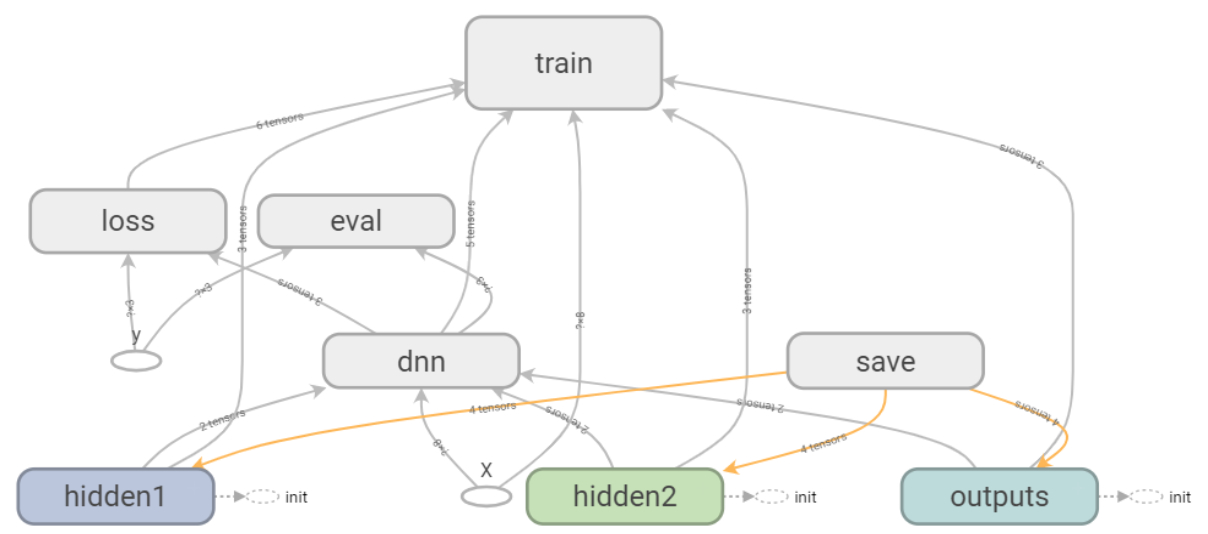 train
6 tensors
3 tensors
loss
eval
3 tensors
5 tensors
?×3
?×3
3 tensors
?×3
?×8
3 tensors
y
dnn
save
2 tensors
4 tensors
2 tensors
2 tensors
4 tensors
?×8
4 tensors
X
hidden1
init
hidden2
init
outputs
init